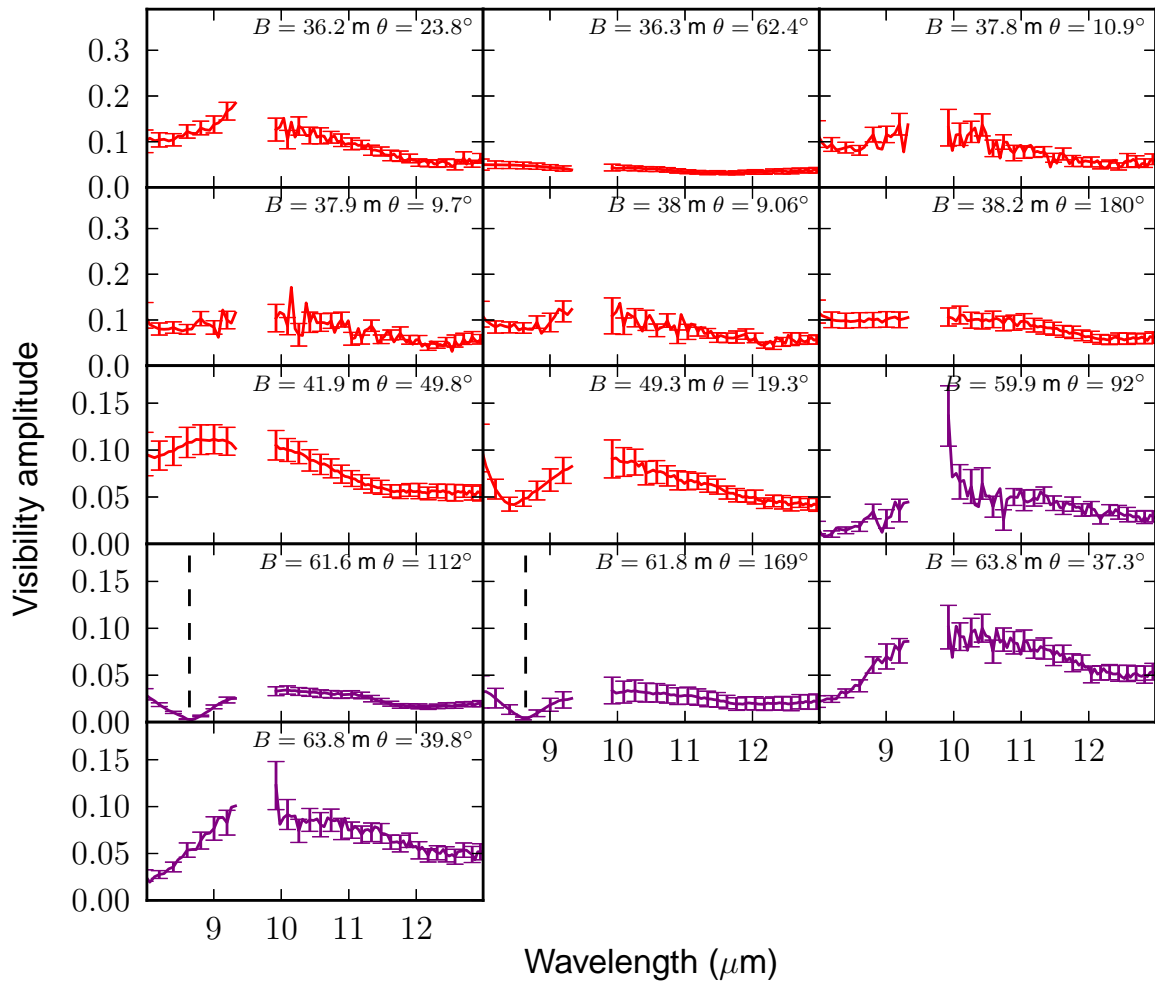 B = 36.2 m θ = 23.8°
B = 36.3 m θ = 62.4°
B = 37.8 m θ = 10.9°
0.3
0.2
0.1
0.0
B = 37.9 m θ = 9.7°
B = 38 m θ = 9.06°
B = 38.2 m θ = 180°
0.3
0.2
0.1
0.0
B = 41.9 m θ = 49.8°
B = 49.3 m θ = 19.3°
B = 59.9 m θ = 92°
0.15
0.10
0.05
0.00
B = 61.6 m θ = 112°
B = 61.8 m θ = 169°
B = 63.8 m θ = 37.3°
0.15
0.10
0.05
0.00
9 10 11 12
9 10 11 12
B = 63.8 m θ = 39.8°
0.15
0.10
0.05
0.00
9 10 11 12
Visibility amplitude
Wavelength (μm)